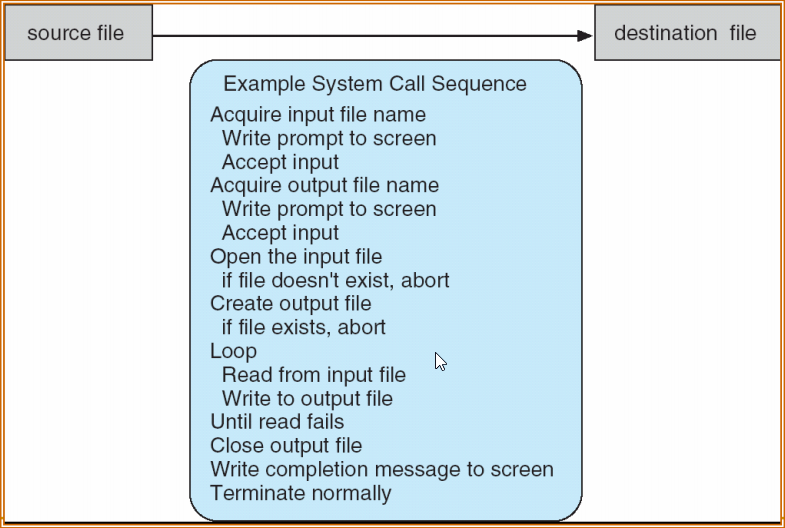 source file
destination file
Example System Call Sequence
Acquire input file name
Write prompt to screen
Accept input
Acquire output file name
Write prompt to screen
Accept input
Open the input file
if file doesn't exist, abort
Create output file
if file exists, abort
Loop
Read from input file
Write to output file
Until read fails
Close output file
Write completion message to screen
Terminate normally